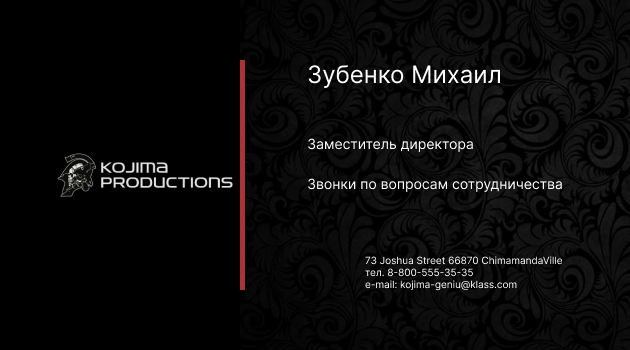 Зубенко Михаил
Заместитель директора
KOJIMA
PRODUCTIONS
Звонки по вопросам сотрудничества
73 Joshua Street 66870 ChimamandaVille
тел. 8-800-555-35-35
e-mail: kojima-geniu@klass.com